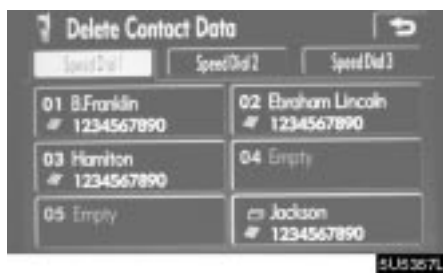 Delete Contact Data
Speed Dial 1 Speed Dial 2 Speed Dial 3
01 B.Franklin 02 Ebraham Lincoln
1234567890 1234567890
03 Hamiton 04 Empty
1234567890
05 Empty Jackson
1234567890
SUS357L